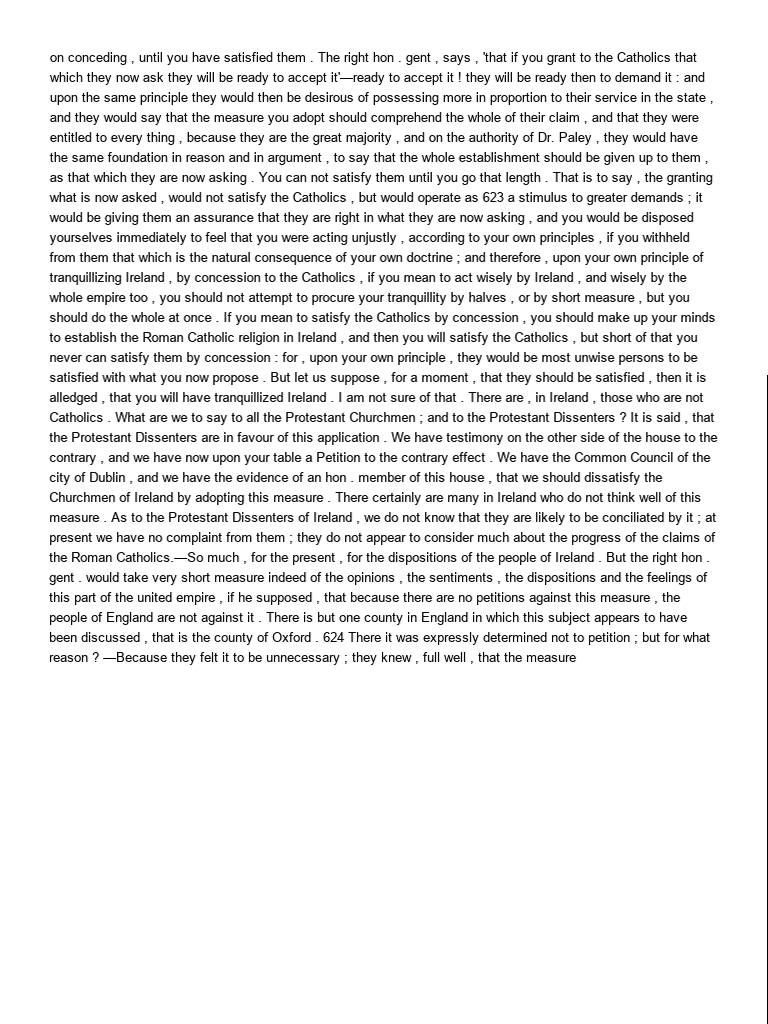 on conceding , until you have satisfied them . The right hon . gent , says , 'that if you grant to the Catholics that
which they now ask they will be ready to accept it'—ready to accept it ! they will be ready then to demand it : and
upon the same principle they would then be desirous of possessing more in proportion to their service in the state ,
and they would say that the measure you adopt should comprehend the whole of their claim , and that they were
entitled to every thing , because they are the great majority , and on the authority of Dr. Paley , they would have
the same foundation in reason and in argument , to say that the whole establishment should be given up to them ,
as that which they are now asking . You can not satisfy them until you go that length . That is to say , the granting
what is now asked , would not satisfy the Catholics , but would operate as 623 a stimulus to greater demands ; it
would be giving them an assurance that they are right in what they are now asking , and you would be disposed
yourselves immediately to feel that you were acting unjustly , according to your own principles , if you withheld
from them that which is the natural consequence of your own doctrine ; and therefore , upon your own principle of
tranquillizing Ireland , by concession to the Catholics , if you mean to act wisely by Ireland , and wisely by the
whole empire too , you should not attempt to procure your tranquillity by halves , or by short measure , but you
should do the whole at once . If you mean to satisfy the Catholics by concession , you should make up your minds
to establish the Roman Catholic religion in Ireland , and then you will satisfy the Catholics , but short of that you
never can satisfy them by concession : for , upon your own principle , they would be most unwise persons to be
satisfied with what you now propose . But let us suppose , for a moment , that they should be satisfied , then it is
alledged , that you will have tranquillized Ireland . I am not sure of that . There are , in Ireland , those who are not
Catholics . What are we to say to all the Protestant Churchmen ; and to the Protestant Dissenters ? It is said , that
the Protestant Dissenters are in favour of this application . We have testimony on the other side of the house to the
contrary , and we have now upon your table a Petition to the contrary effect . We have the Common Council of the
city of Dublin , and we have the evidence of an hon . member of this house , that we should dissatisfy the
Churchmen of Ireland by adopting this measure . There certainly are many in Ireland who do not think well of this
measure . As to the Protestant Dissenters of Ireland , we do not know that they are likely to be conciliated by it ; at
present we have no complaint from them ; they do not appear to consider much about the progress of the claims of
the Roman Catholics.—So much , for the present , for the dispositions of the people of Ireland . But the right hon .
gent . would take very short measure indeed of the opinions , the sentiments , the dispositions and the feelings of
this part of the united empire , if he supposed , that because there are no petitions against this measure , the
people of England are not against it . There is but one county in England in which this subject appears to have
been discussed , that is the county of Oxford . 624 There it was expressly determined not to petition ; but for what
reason ? —Because they felt it to be unnecessary ; they knew , full well , that the measure